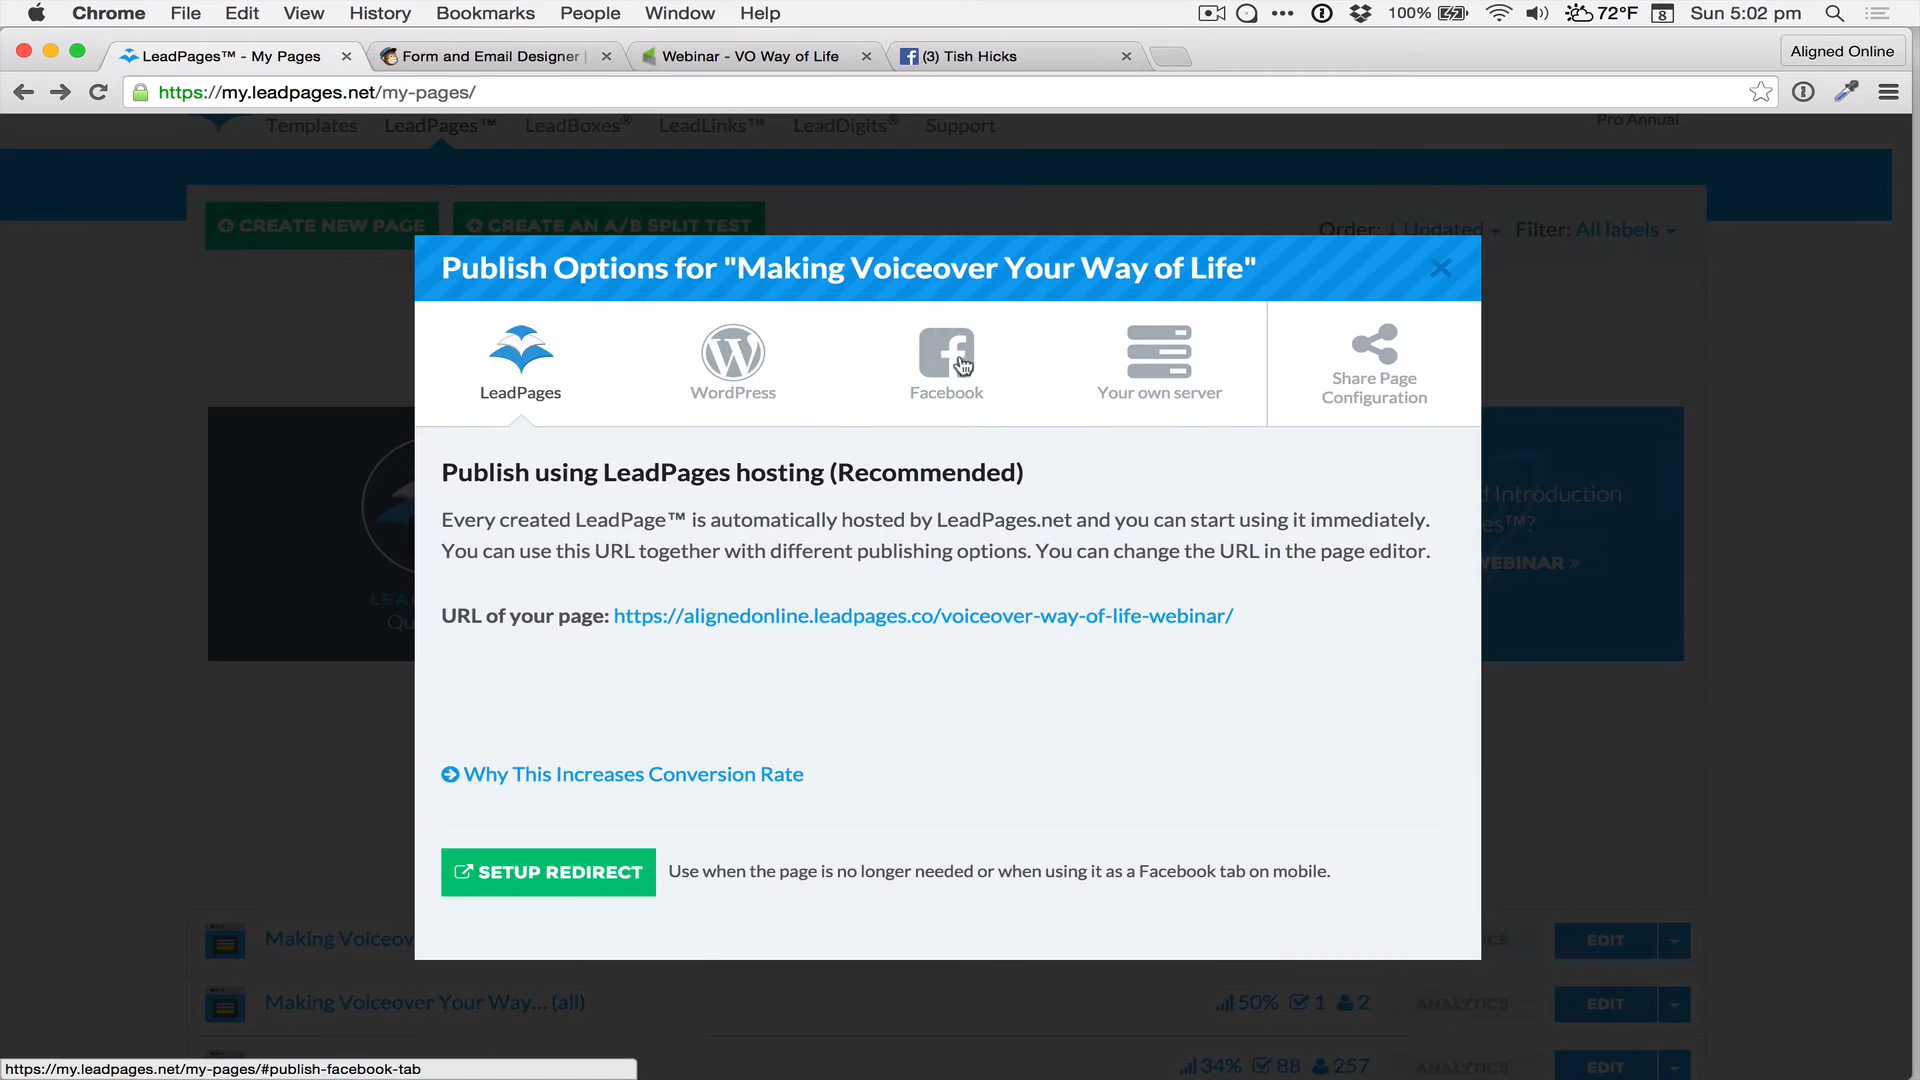 Chrome File Edit View History Bookmarks People Window Help 100% 72°F 8 Sun 5:02 pm
LeadPages™ - My Pages Form and Email Designer Webinar - VO Way of Life (3) Tish Hicks Aligned Online
https://my.leadpages.net/my-pages/
Templates LeadPages™ LeadBoxes® LeadLinks™ LeadDigits® Support Pro Annual
CREATE NEW PAGE CREATE AN A/B SPLIT TEST Order: ↓ Updated Filter: All labels
Publish Options for "Making Voiceover Your Way of Life"
LeadPages WordPress Facebook Your own server Share Page
Configuration
Publish using LeadPages hosting (Recommended)
Every created LeadPage™ is automatically hosted by LeadPages.net and you can start using it immediately.
You can use this URL together with different publishing options. You can change the URL in the page editor.
URL of your page: https://alignedonline.leadpages.co/voiceover-way-of-life-webinar/
Introduction
WEBINAR »
Why This Increases Conversion Rate
SETUP REDIRECT Use when the page is no longer needed or when using it as a Facebook tab on mobile.
Making Voiceov EDIT
Making Voiceover Your Way... (all) 50% 1 2 ANALYTICS EDIT
34% 88 257 ANALYTICS EDIT
https://my.leadpages.net/my-pages/#publish-facebook-tab